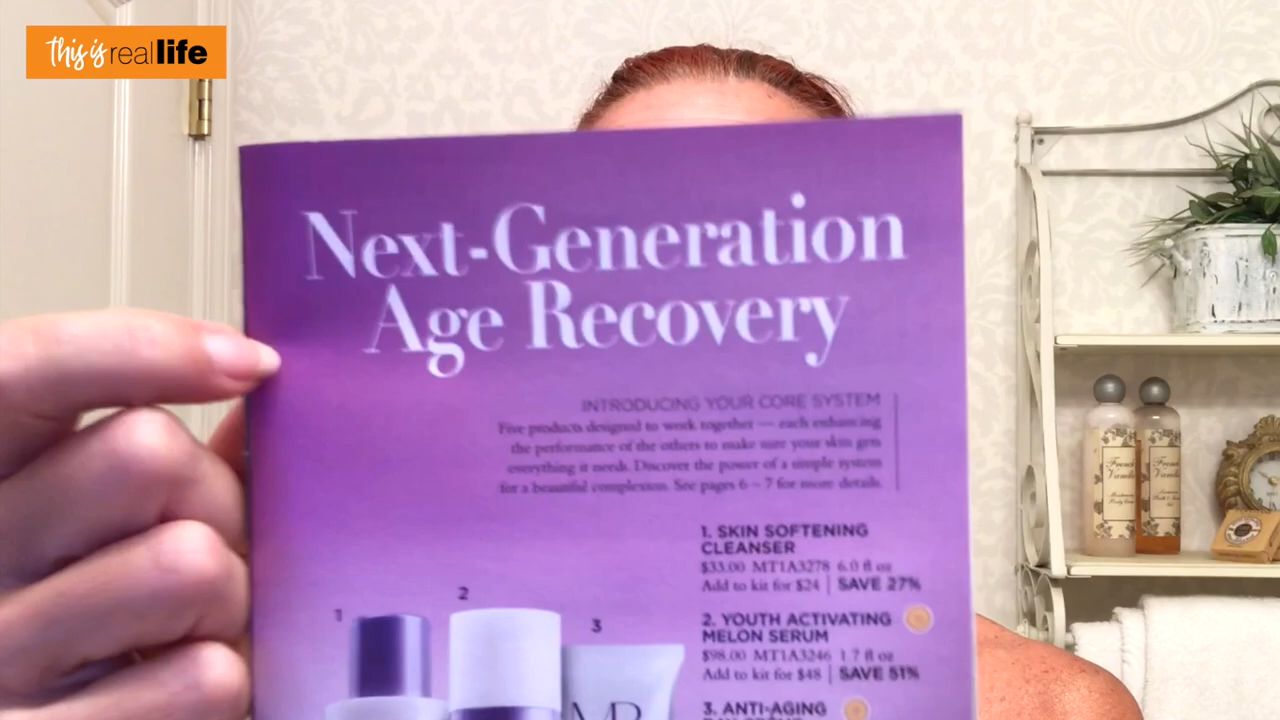 this is real life
Next-Generation
Age Recovery
INTRODUCING YOUR CORE SYSTEM
Five products designed to work together — each enhancing
the performance of the others to make sure your skin gets
everything it needs. Discover the power of a simple system
for a beautiful complexion. See pages 6 – 7 for more details.
1. SKIN SOFTENING
CLEANSER
$33.00 MT1A3278 6.0 fl oz
Add to kit for $24 | SAVE 27%
2. YOUTH ACTIVATING
MELON SERUM
$98.00 MT1A3246 1.7 fl oz
Add to kit for $48 | SAVE 51%
3. ANTI-AGING
1
2
3
French
Vanilla
French
Vanilla